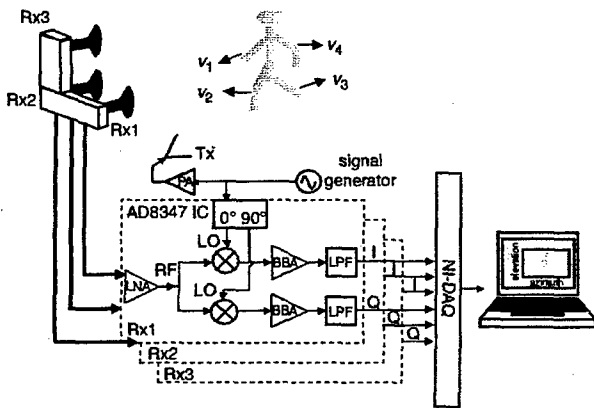 Rx3
v4
v1
v2
v3
Rx2
Rx1
Tx
PA
signal
generator
AD8347 IC
0° 90°
LO
RF
LNA
BBA
LPF
I
I
I
LO
BBA
LPF
Q
Q
Q
Rx1
Rx2
Rx3
NI-DAQ
elevation
azimuth